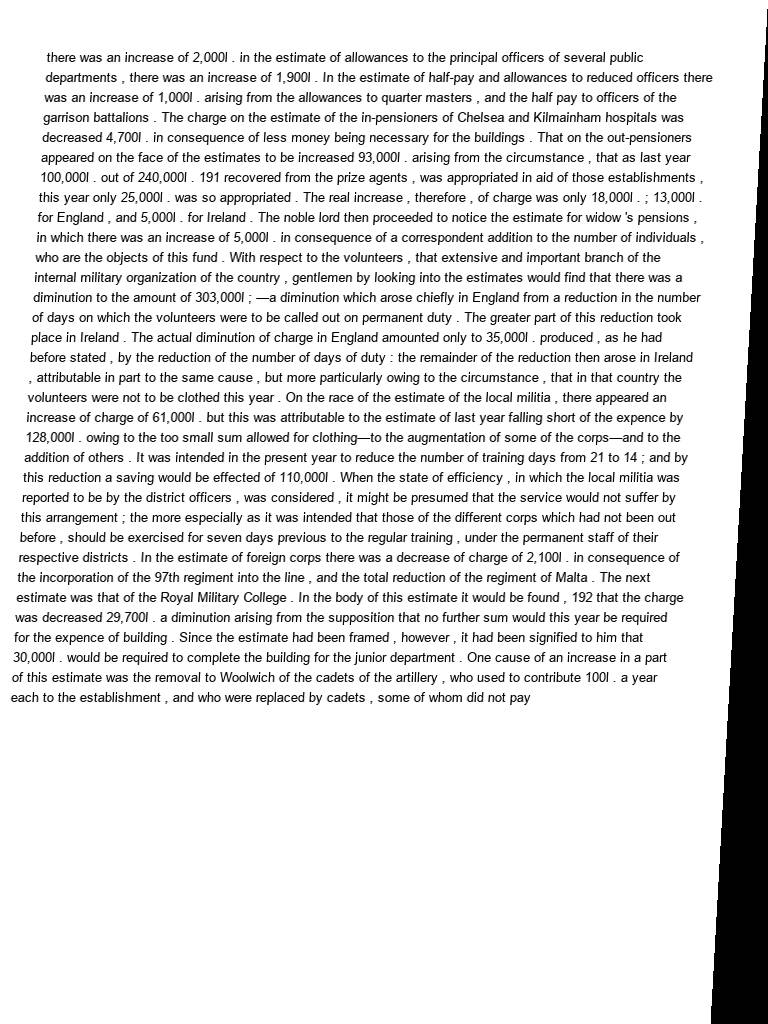 there was an increase of 2,000l . in the estimate of allowances to the principal officers of several public
departments , there was an increase of 1,900l . In the estimate of half-pay and allowances to reduced officers there
was an increase of 1,000l . arising from the allowances to quarter masters , and the half pay to officers of the
garrison battalions . The charge on the estimate of the in-pensioners of Chelsea and Kilmainham hospitals was
decreased 4,700l . in consequence of less money being necessary for the buildings . That on the out-pensioners
appeared on the face of the estimates to be increased 93,000l . arising from the circumstance , that as last year
100,000l . out of 240,000l . 191 recovered from the prize agents , was appropriated in aid of those establishments ,
this year only 25,000l . was so appropriated . The real increase , therefore , of charge was only 18,000l . ; 13,000l .
for England , and 5,000l . for Ireland . The noble lord then proceeded to notice the estimate for widow 's pensions ,
in which there was an increase of 5,000l . in consequence of a correspondent addition to the number of individuals ,
who are the objects of this fund . With respect to the volunteers , that extensive and important branch of the
internal military organization of the country , gentlemen by looking into the estimates would find that there was a
diminution to the amount of 303,000l ; —a diminution which arose chiefly in England from a reduction in the number
of days on which the volunteers were to be called out on permanent duty . The greater part of this reduction took
place in Ireland . The actual diminution of charge in England amounted only to 35,000l . produced , as he had
before stated , by the reduction of the number of days of duty : the remainder of the reduction then arose in Ireland
, attributable in part to the same cause , but more particularly owing to the circumstance , that in that country the
volunteers were not to be clothed this year . On the race of the estimate of the local militia , there appeared an
increase of charge of 61,000l . but this was attributable to the estimate of last year falling short of the expence by
128,000l . owing to the too small sum allowed for clothing—to the augmentation of some of the corps—and to the
addition of others . It was intended in the present year to reduce the number of training days from 21 to 14 ; and by
this reduction a saving would be effected of 110,000l . When the state of efficiency , in which the local militia was
reported to be by the district officers , was considered , it might be presumed that the service would not suffer by
this arrangement ; the more especially as it was intended that those of the different corps which had not been out
before , should be exercised for seven days previous to the regular training , under the permanent staff of their
respective districts . In the estimate of foreign corps there was a decrease of charge of 2,100l . in consequence of
the incorporation of the 97th regiment into the line , and the total reduction of the regiment of Malta . The next
estimate was that of the Royal Military College . In the body of this estimate it would be found , 192 that the charge
was decreased 29,700l . a diminution arising from the supposition that no further sum would this year be required
for the expence of building . Since the estimate had been framed , however , it had been signified to him that
30,000l . would be required to complete the building for the junior department . One cause of an increase in a part
of this estimate was the removal to Woolwich of the cadets of the artillery , who used to contribute 100l . a year
each to the establishment , and who were replaced by cadets , some of whom did not pay